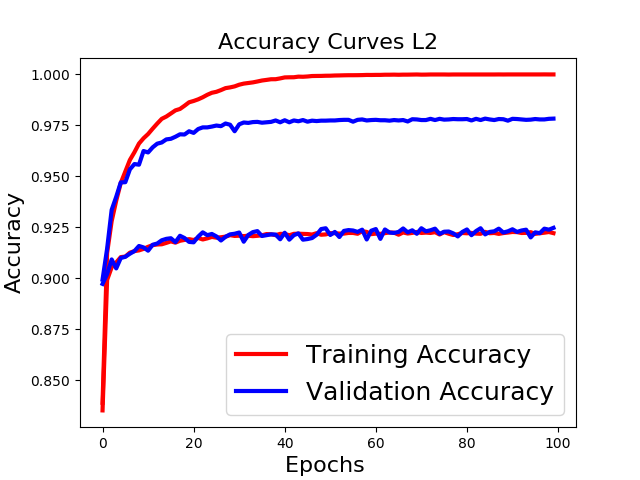 Accuracy Curves L2
Accuracy
1.000
0.975
0.950
0.925
0.900
0.875
0.850
Training Accuracy
Validation Accuracy
0 20 40 60 80 100
Epochs